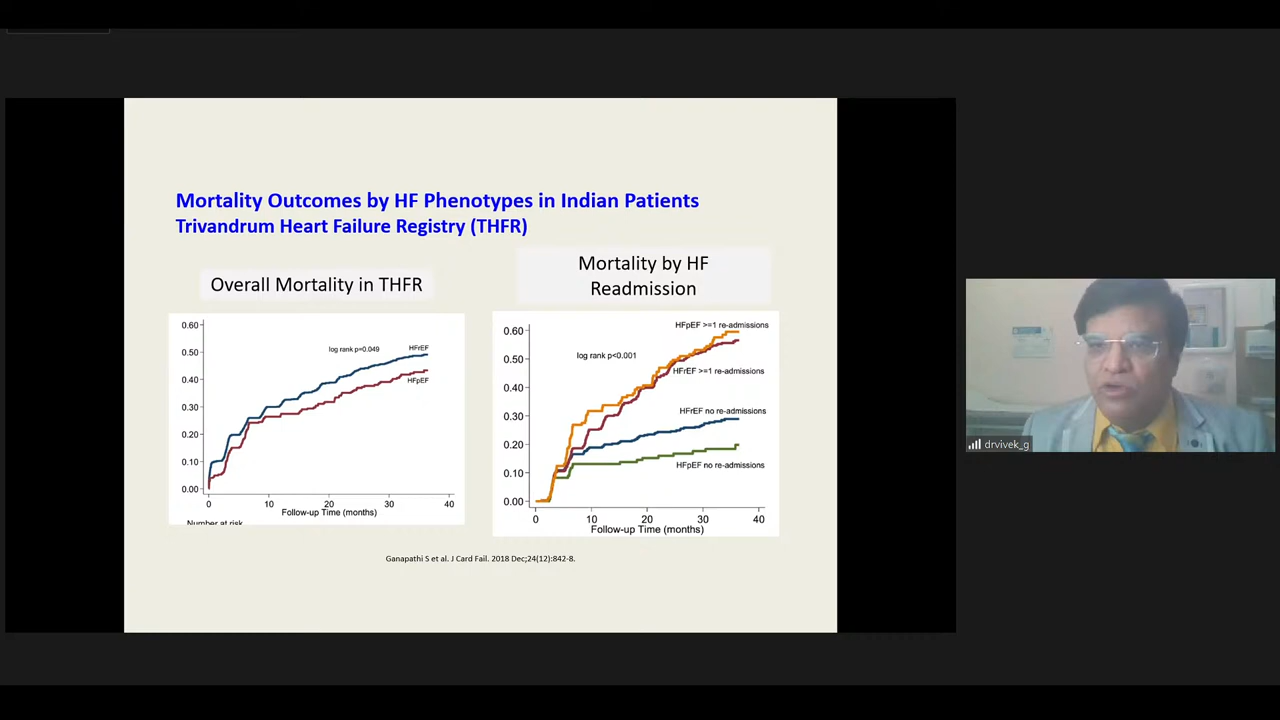 Mortality Outcomes by HF Phenotypes in Indian Patients
Trivandrum Heart Failure Registry (THFR)
Overall Mortality in THFR
0.60
0.50
0.40
0.30
0.20
0.10
0.00
log rank p=0.049
HFrEF
HFpEF
0
10
20
30
40
Follow-up Time (months)
Number at risk
Mortality by HF
Readmission
0.60
0.50
0.40
0.30
0.20
0.10
0.00
HFpEF >=1 re-admissions
log rank p<0.001
HFrEF >=1 re-admissions
HFrEF no re-admissions
HFpEF no re-admissions
0
10
20
30
40
Follow-up Time (months)
Ganapathi S et al. J Card Fail. 2018 Dec;24(12):842-8.
drvivek_g